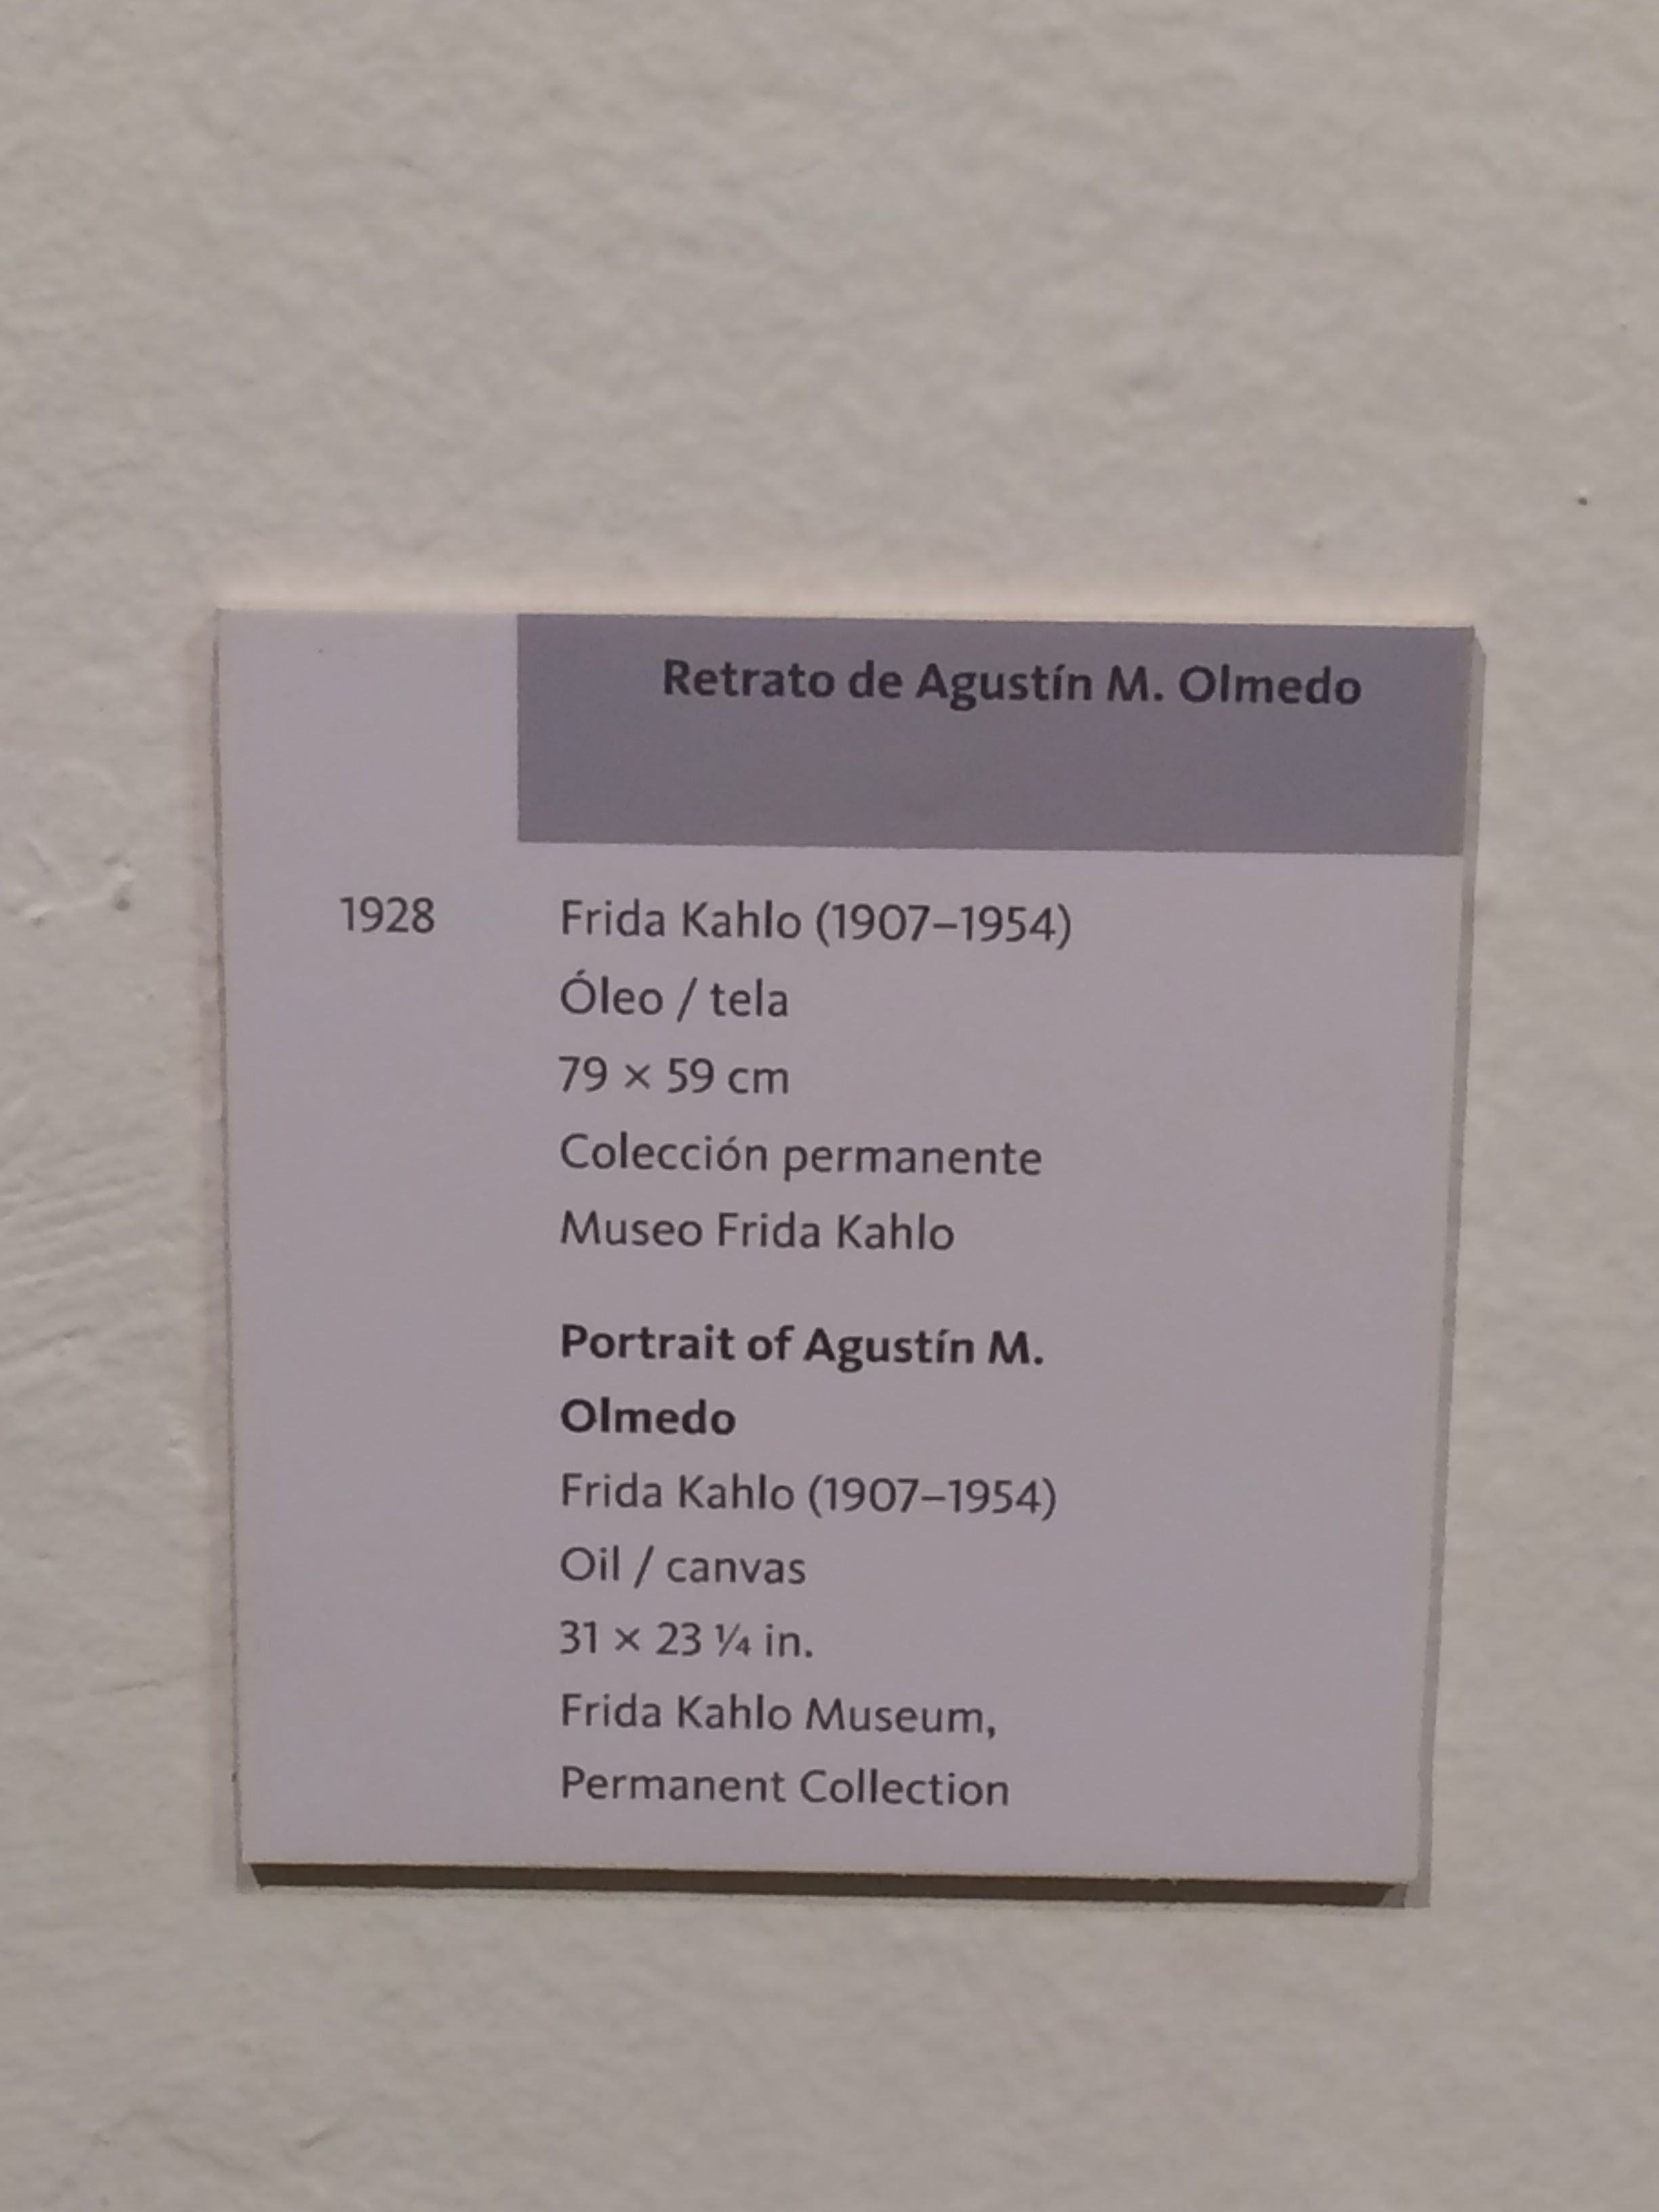 Retrato de Agustín M. Olmedo
1928 Frida Kahlo (1907–1954)
Óleo / tela
79 × 59 cm
Colección permanente
Museo Frida Kahlo
Portrait of Agustín M.
Olmedo
Frida Kahlo (1907–1954)
Oil / canvas
31 × 23 ¼ in.
Frida Kahlo Museum,
Permanent Collection